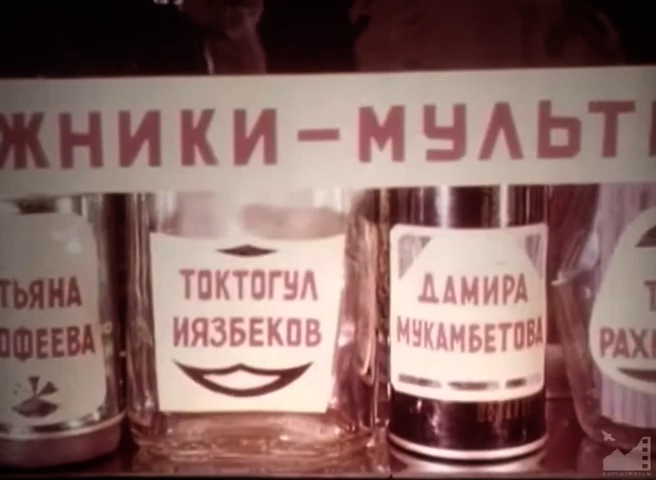 ЖНИКИ-МУЛЬТ
ТЬЯНА
ОФЕЕВА
ТОКТОГУЛ
ИЯЗБЕКОВ
ДАМИРА
МУКАМБЕТОВА
Т
РАХ